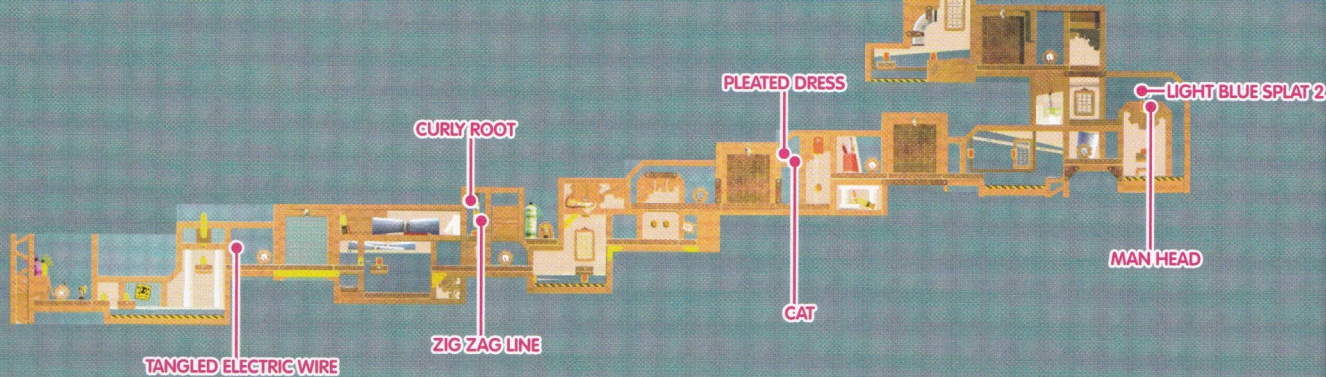 PLEATED DRESS
LIGHT BLUE SPLAT 2
CURLY ROOT
MAN HEAD
CAT
ZIG ZAG LINE
TANGLED ELECTRIC WIRE